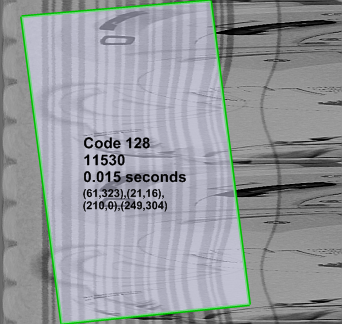 Code 128
11530
0.015 seconds
(61,323),(21,16),
(210,0),(249,304)